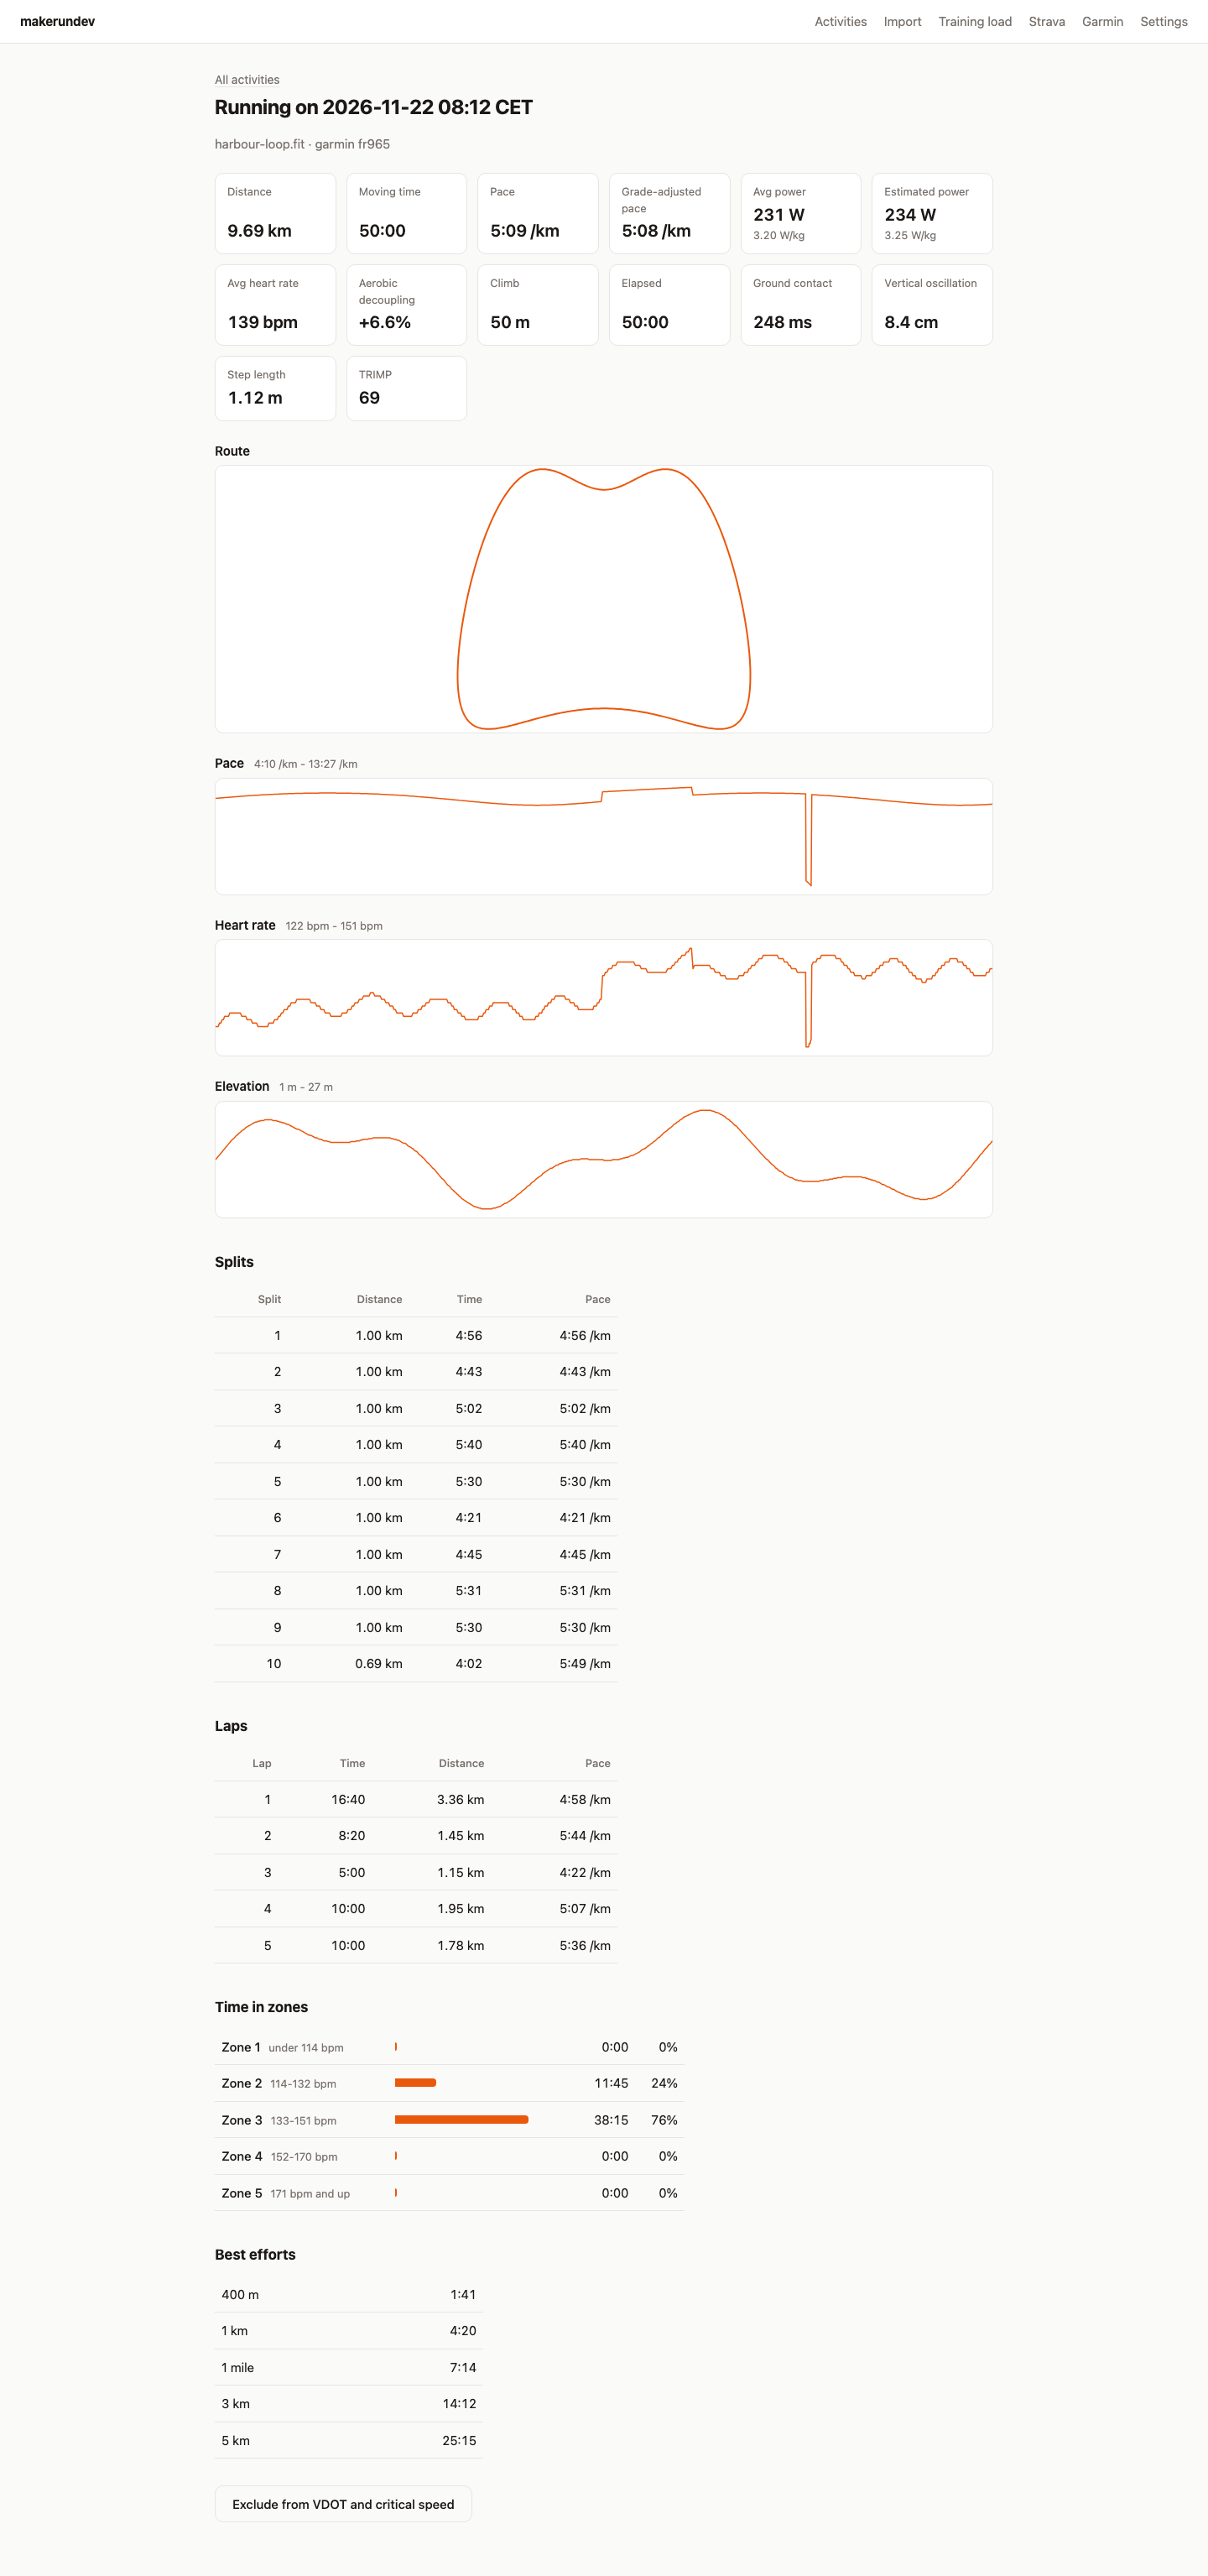 makerundev
Activities Import Training load Strava Garmin Settings
All activities
Running on 2026-11-22 08:12 CET
harbour-loop.fit · garmin fr965
Distance
9.69 km
Moving time
50:00
Pace
5:09 /km
Grade-adjusted
pace
5:08 /km
Avg power
231 W
3.20 W/kg
Estimated power
234 W
3.25 W/kg
Avg heart rate
139 bpm
Aerobic
decoupling
+6.6%
Climb
50 m
Elapsed
50:00
Ground contact
248 ms
Vertical oscillation
8.4 cm
Step length
1.12 m
TRIMP
69
Route
Pace 4:10 /km - 13:27 /km
Heart rate 122 bpm - 151 bpm
Elevation 1 m - 27 m
Splits
Split Distance Time Pace
1 1.00 km 4:56 4:56 /km
2 1.00 km 4:43 4:43 /km
3 1.00 km 5:02 5:02 /km
4 1.00 km 5:40 5:40 /km
5 1.00 km 5:30 5:30 /km
6 1.00 km 4:21 4:21 /km
7 1.00 km 4:45 4:45 /km
8 1.00 km 5:31 5:31 /km
9 1.00 km 5:30 5:30 /km
10 0.69 km 4:02 5:49 /km
Laps
Lap Time Distance Pace
1 16:40 3.36 km 4:58 /km
2 8:20 1.45 km 5:44 /km
3 5:00 1.15 km 4:22 /km
4 10:00 1.95 km 5:07 /km
5 10:00 1.78 km 5:36 /km
Time in zones
Zone 1 under 114 bpm 0:00 0%
Zone 2 114-132 bpm 11:45 24%
Zone 3 133-151 bpm 38:15 76%
Zone 4 152-170 bpm 0:00 0%
Zone 5 171 bpm and up 0:00 0%
Best efforts
400 m 1:41
1 km 4:20
1 mile 7:14
3 km 14:12
5 km 25:15
Exclude from VDOT and critical speed